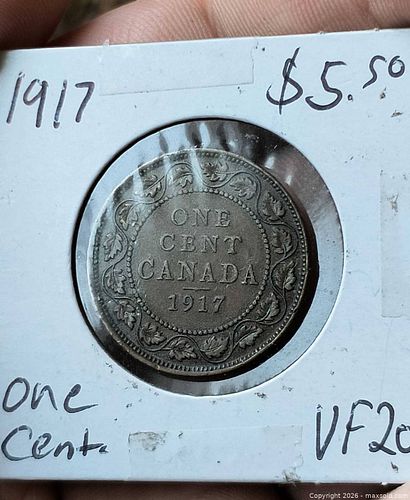 1917
$5.50
ONE
CENT
CANADA
1917
One
Cent.
VF20
Copyright 2026 - maxsold.com